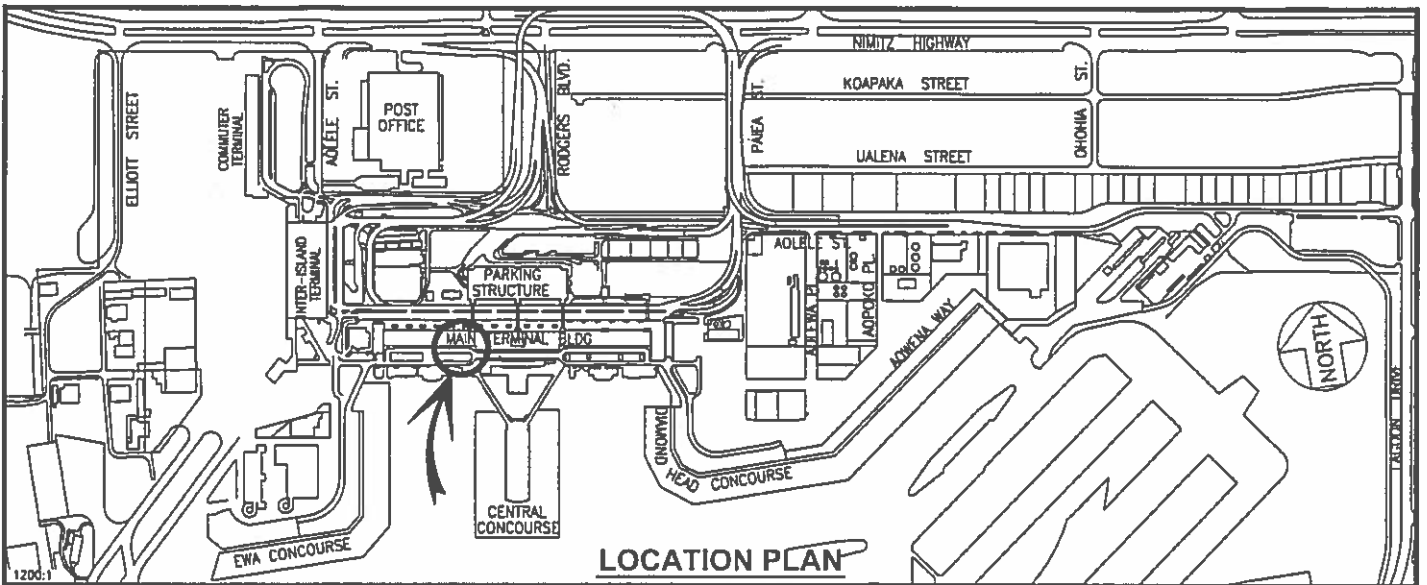 NIMITZ HIGHWAY
KOAPAKA STREET
UALENA STREET
ELLIOTT STREET
COMMUTER
TERMINAL
AOLELE ST.
POST
OFFICE
RODGERS BLVD.
PAIEA ST.
OHOHIA ST.
INTER-ISLAND
TERMINAL
PARKING
STRUCTURE
MAIN TERMINAL BLDG
AOLELE ST.
AOPOKO PL.
AOWENA WAY
NORTH
LAGOON DRIVE
DIAMOND
HEAD CONCOURSE
CENTRAL
CONCOURSE
EWA CONCOURSE
LOCATION PLAN
1200:1